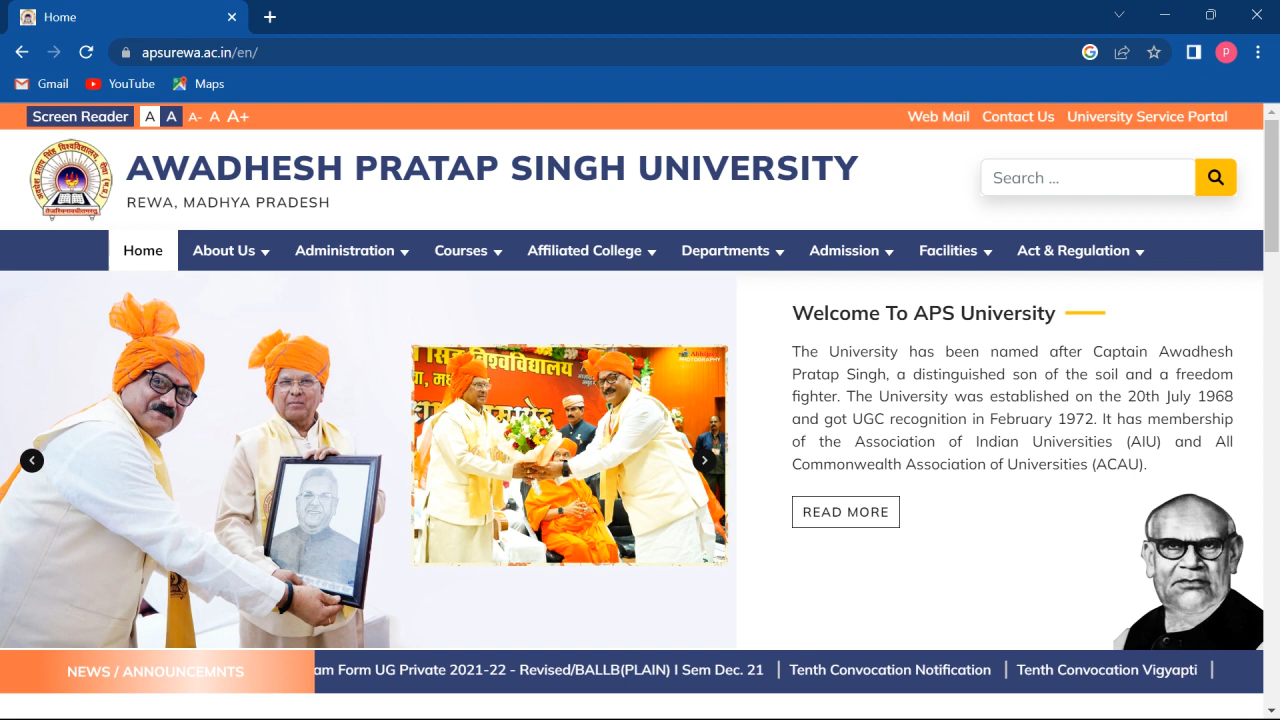 Home
apsurewa.ac.in/en/
Gmail YouTube Maps
Screen Reader A A A- A A+ Web Mail Contact Us University Service Portal
AWADHESH PRATAP SINGH UNIVERSITY
REWA, MADHYA PRADESH
Search ...
Home About Us Administration Courses Affiliated College Departments Admission Facilities Act & Regulation
विश्वविद्यालय
Abhijeet
PHOTOGRAPHY
Welcome To APS University
The University has been named after Captain Awadhesh
Pratap Singh, a distinguished son of the soil and a freedom
fighter. The University was established on the 20th July 1968
and got UGC recognition in February 1972. It has membership
of the Association of Indian Universities (AIU) and All
Commonwealth Association of Universities (ACAU).
READ MORE
NEWS / ANNOUNCEMNTS am Form UG Private 2021-22 - Revised/BALLB(PLAIN) I Sem Dec. 21 | Tenth Convocation Notification | Tenth Convocation Vigyapti |